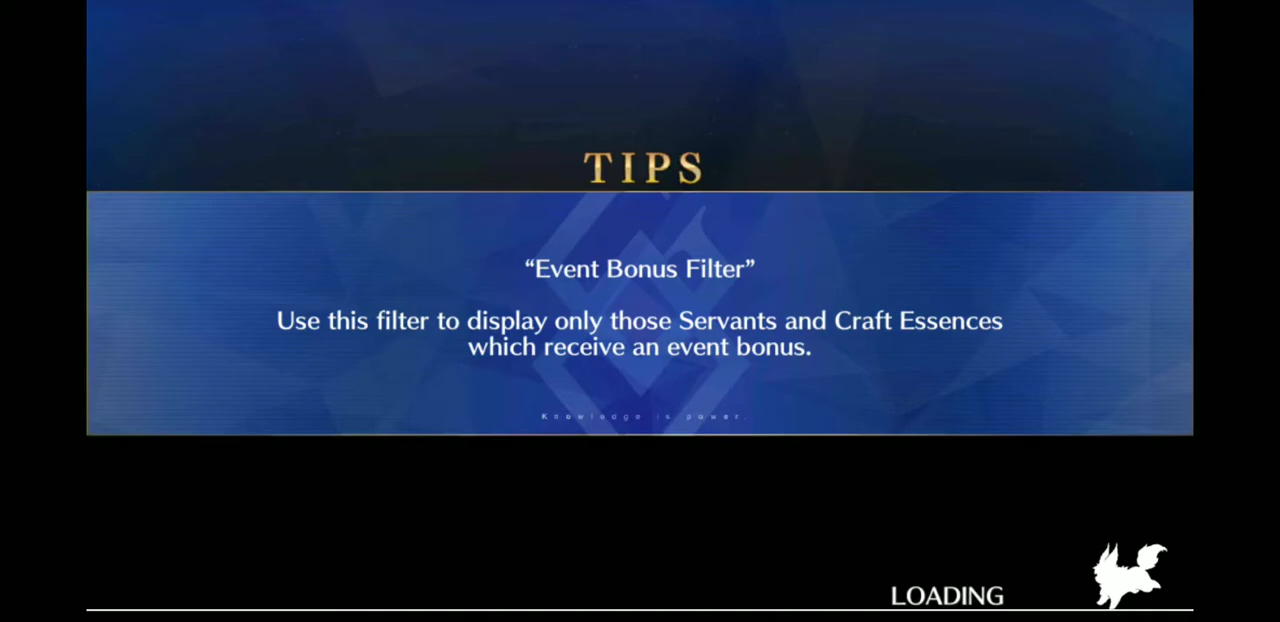 TIPS
“Event Bonus Filter”
Use this filter to display only those Servants and Craft Essences
which receive an event bonus.
Knowledge is power.
LOADING